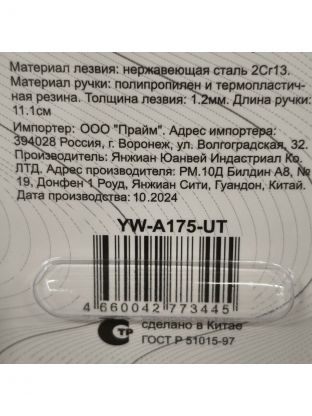 Материал лезвия: нержавеющая сталь 2Cr13.
Материал ручки: полипропилен и термопластич-
ная резина. Толщина лезвия: 1.2мм. Длина ручки:
11.1см
Импортер: ООО "Прайм". Адрес импортера:
394028 Россия, г. Воронеж, ул. Волгоградская, 32.
Производитель: Янжиан Юанвей Индастриал Ко.
ЛТД. Адрес производителя: РМ.10Д Билдин А8, №
19, Донфен 1 Роуд, Янжиан Сити, Гуандон, Китай.
Дата производства: 10.2024
YW-A175-UT
4 660042 773445
СТР
сделано в Китае
ГОСТ Р 51015-97